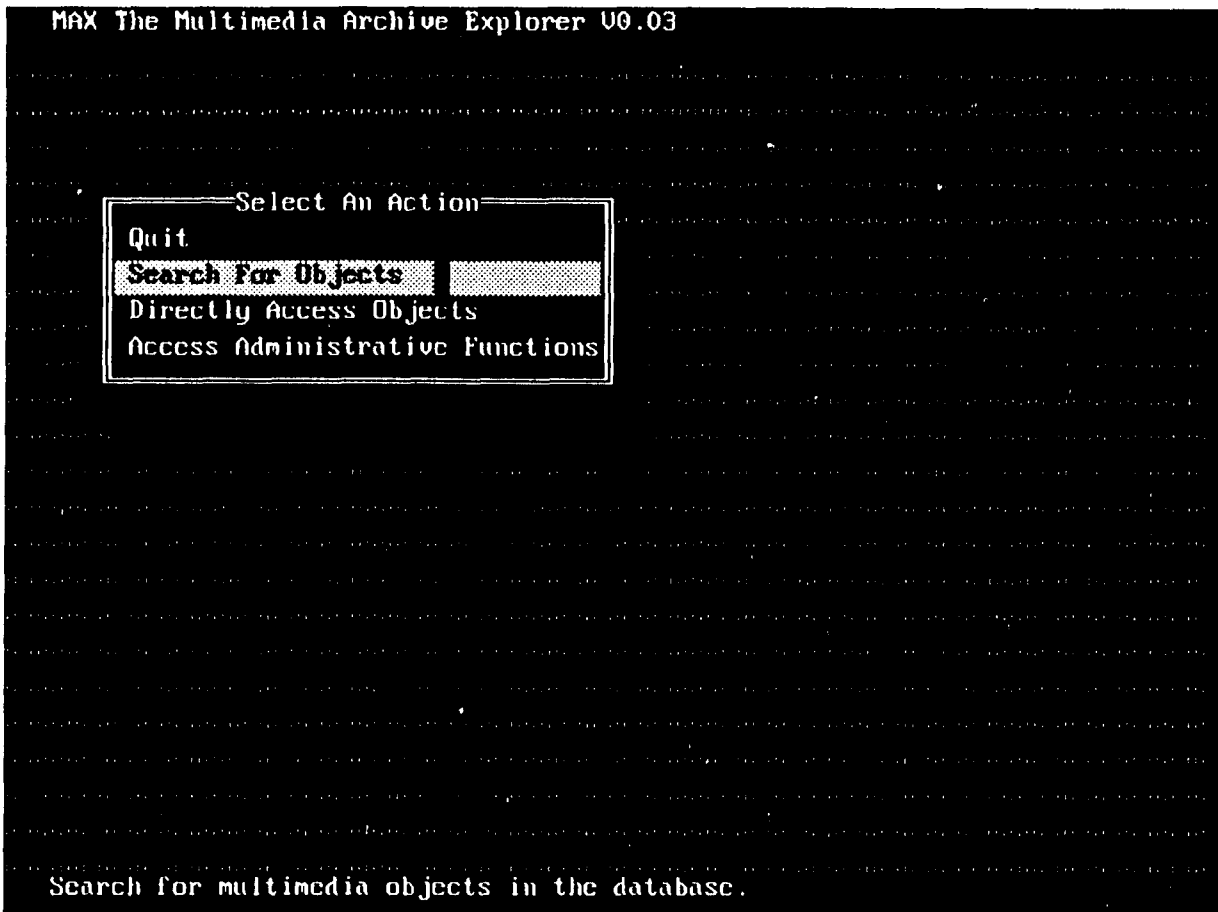 MAX The Multimedia Archive Explorer V0.03
Select An Action
Quit
Search For Objects
Directly Access Objects
Access Administrative Functions
Search for multimedia objects in the database.